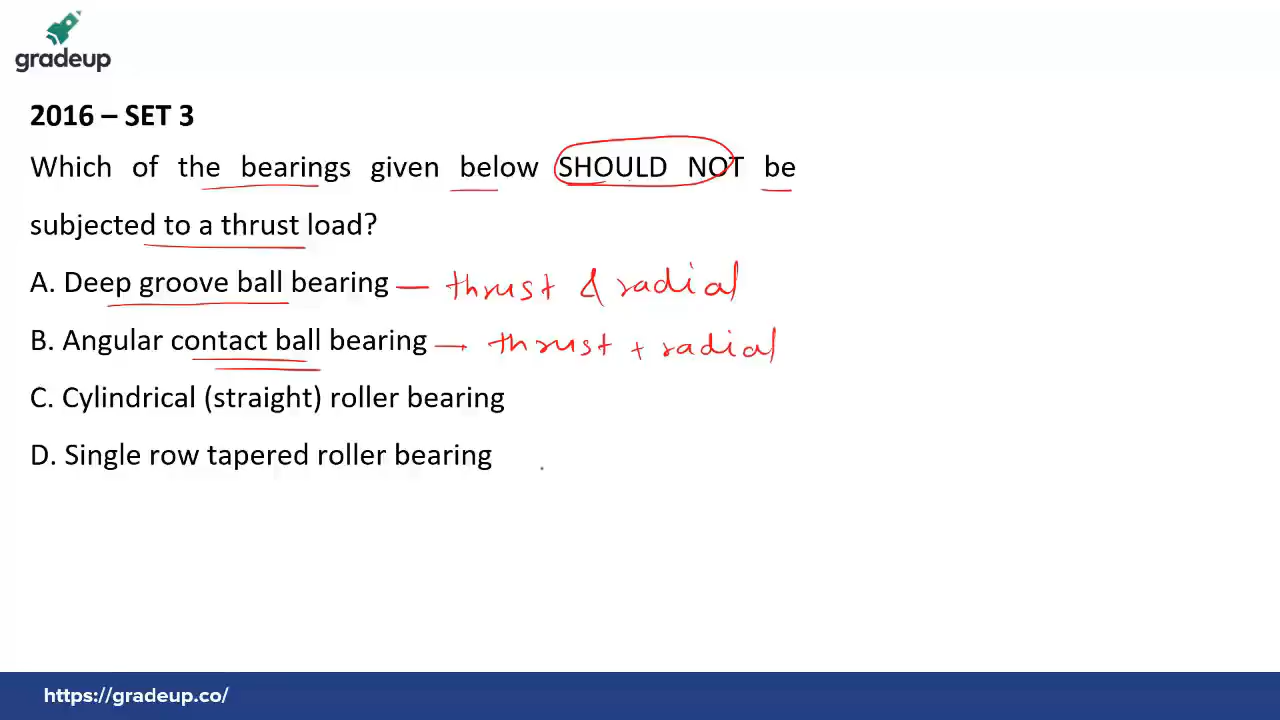 gradeup
2016 – SET 3
Which of the bearings given below SHOULD NOT be
subjected to a thrust load?
A. Deep groove ball bearing — thrust & radial
B. Angular contact ball bearing — thrust + radial
C. Cylindrical (straight) roller bearing
D. Single row tapered roller bearing
https://gradeup.co/